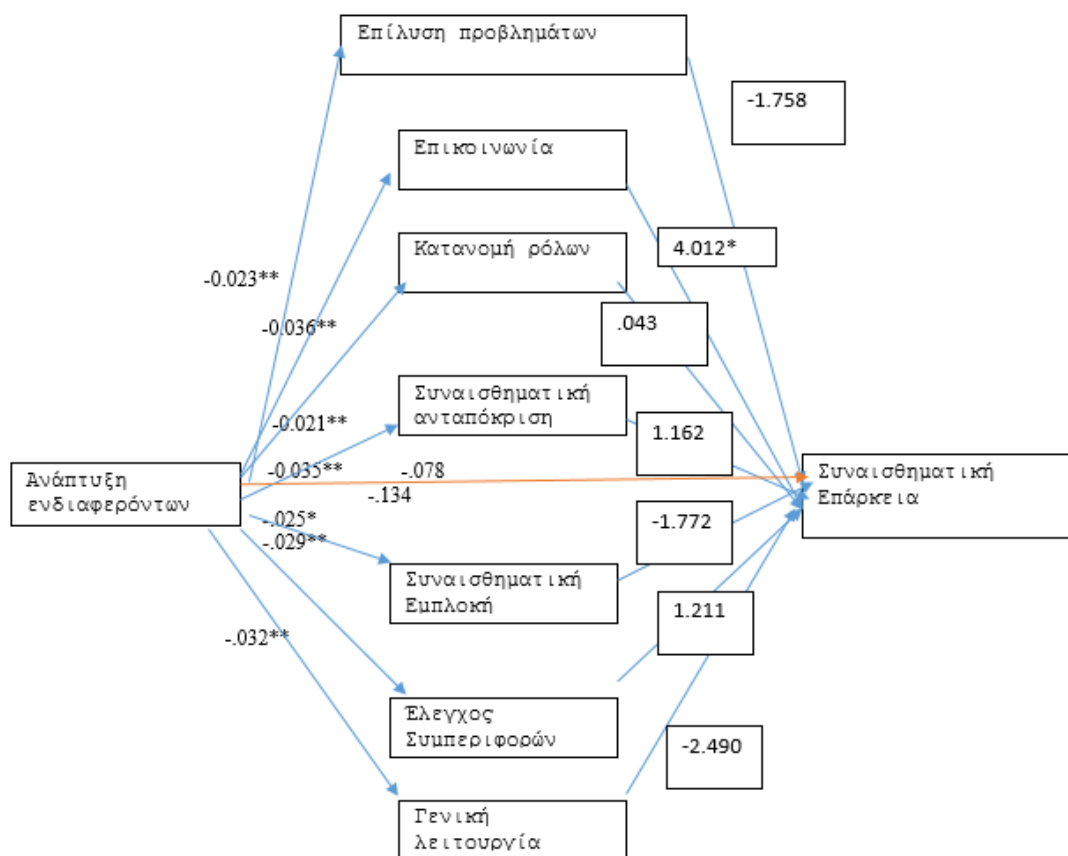 Επίλυση προβλημάτων
-1.758
Επικοινωνία
4.012*
Κατανομή ρόλων
-0.023**
.043
-0.036**
Συναισθηματική
ανταπόκριση
-0.021**
1.162
Ανάπτυξη
ενδιαφερόντων
-0.035**
-.078
-.134
Συναισθηματική
Επάρκεια
-.025*
-1.772
-.029**
Συναισθηματική
Εμπλοκή
1.211
-.032**
Έλεγχος
Συμπεριφορών
-2.490
Γενική
λειτουργία